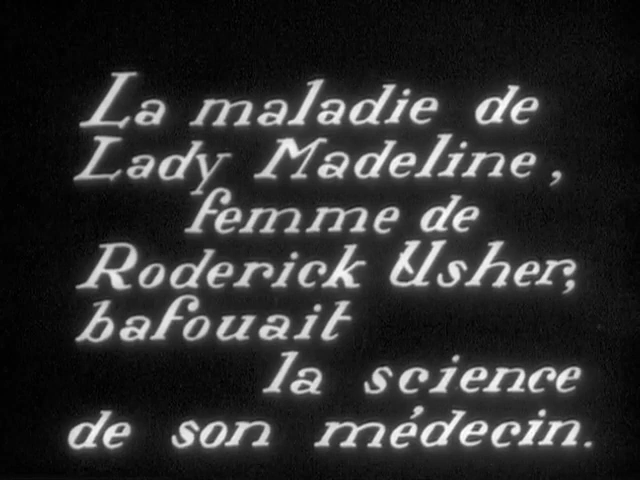 La maladie de
Lady Madeline,
femme de
Roderick Usher,
bafouait
la science
de son médecin.